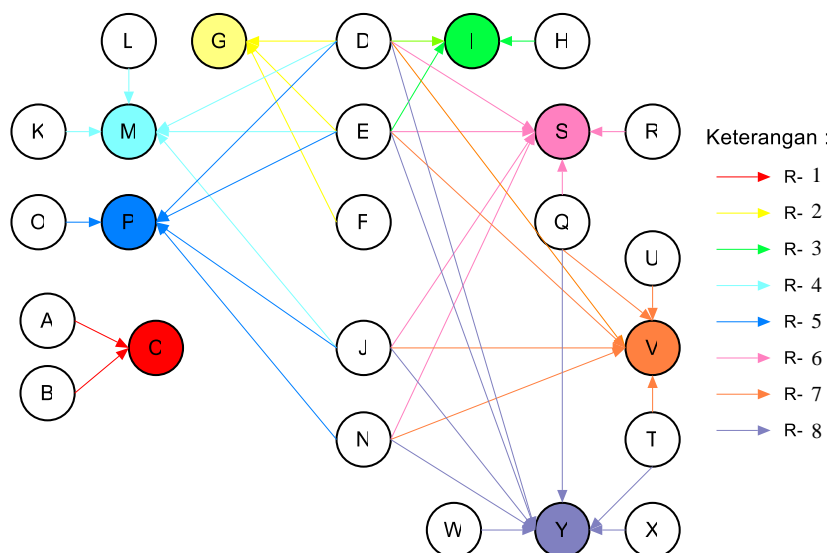 L
G
D
I
H
K
M
E
S
R
Keterangan :
R- 1
O
P
F
Q
R- 2
U
R- 3
R- 4
A
C
J
V
R- 5
B
R- 6
R- 7
N
T
R- 8
W
Y
X